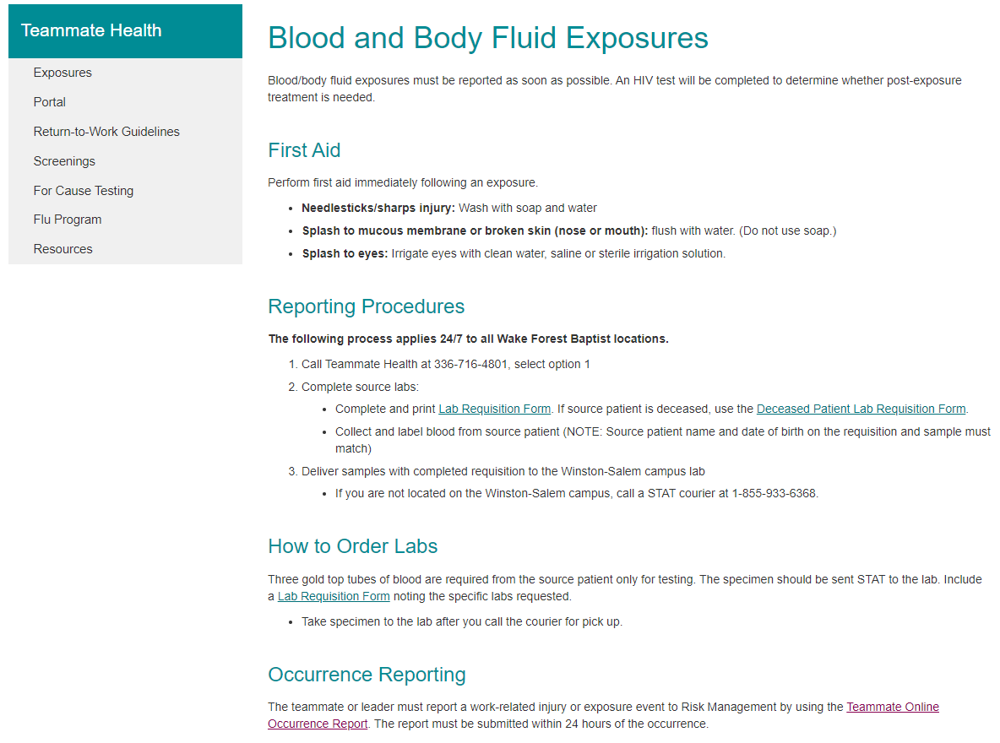 Teammate Health
Exposures
Portal
Return-to-Work Guidelines
Screenings
For Cause Testing
Flu Program
Resources
Blood and Body Fluid Exposures
Blood/body fluid exposures must be reported as soon as possible. An HIV test will be completed to determine whether post-exposure
treatment is needed.
First Aid
Perform first aid immediately following an exposure.
• Needlesticks/sharps injury: Wash with soap and water
• Splash to mucous membrane or broken skin (nose or mouth): flush with water. (Do not use soap.)
• Splash to eyes: Irrigate eyes with clean water, saline or sterile irrigation solution.
Reporting Procedures
The following process applies 24/7 to all Wake Forest Baptist locations.
1. Call Teammate Health at 336-716-4801, select option 1
2. Complete source labs:
• Complete and print Lab Requisition Form. If source patient is deceased, use the Deceased Patient Lab Requisition Form.
• Collect and label blood from source patient (NOTE: Source patient name and date of birth on the requisition and sample must
match)
3. Deliver samples with completed requisition to the Winston-Salem campus lab
• If you are not located on the Winston-Salem campus, call a STAT courier at 1-855-933-6368.
How to Order Labs
Three gold top tubes of blood are required from the source patient only for testing. The specimen should be sent STAT to the lab. Include
a Lab Requisition Form noting the specific labs requested.
• Take specimen to the lab after you call the courier for pick up.
Occurrence Reporting
The teammate or leader must report a work-related injury or exposure event to Risk Management by using the Teammate Online
Occurrence Report. The report must be submitted within 24 hours of the occurrence.